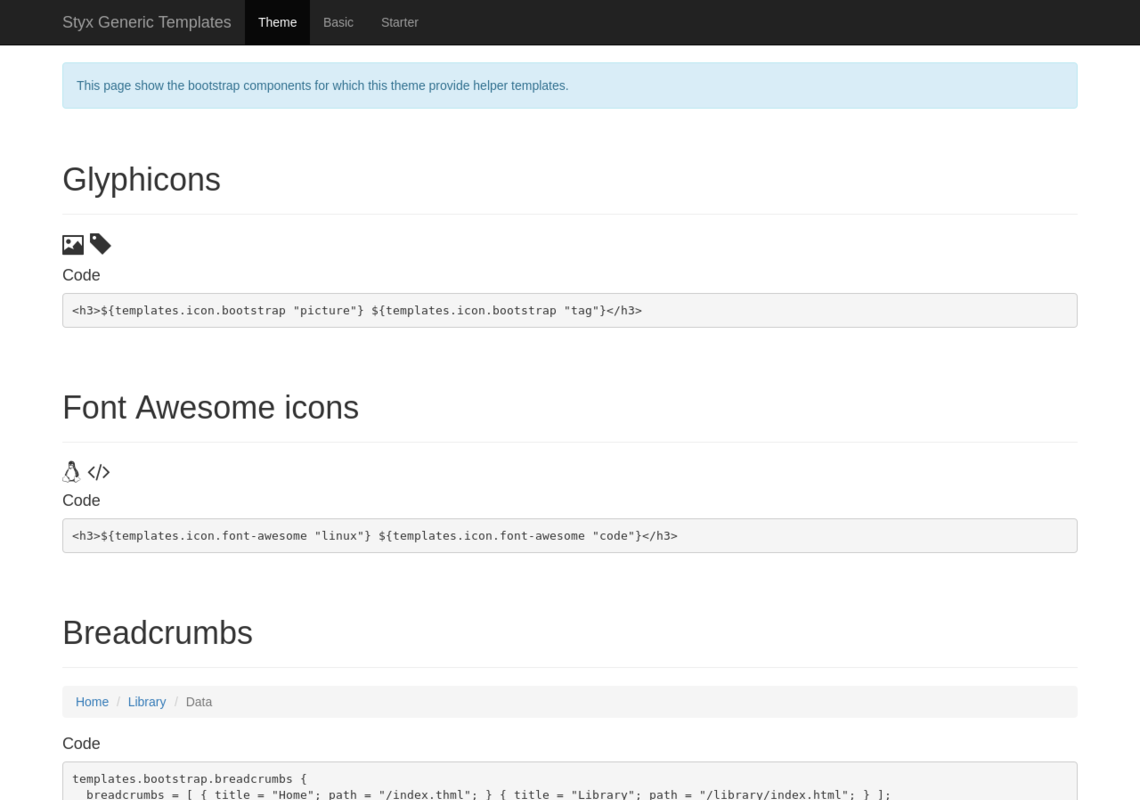 Styx Generic Templates Theme Basic Starter
This page show the bootstrap components for which this theme provide helper templates.
Glyphicons
Code
<h3>${templates.icon.bootstrap "picture"} ${templates.icon.bootstrap "tag"}</h3>
Font Awesome icons
Code
<h3>${templates.icon.font-awesome "linux"} ${templates.icon.font-awesome "code"}</h3>
Breadcrumbs
Home / Library / Data
Code
templates.bootstrap.breadcrumbs {
  breadcrumbs = [ { title = "Home"; path = "/index.thml"; } { title = "Library"; path = "/library/index.html"; } ];